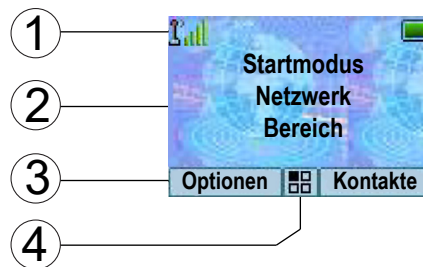 1
Startmodus
2
Netzwerk
Bereich
3
Optionen Kontakte
4